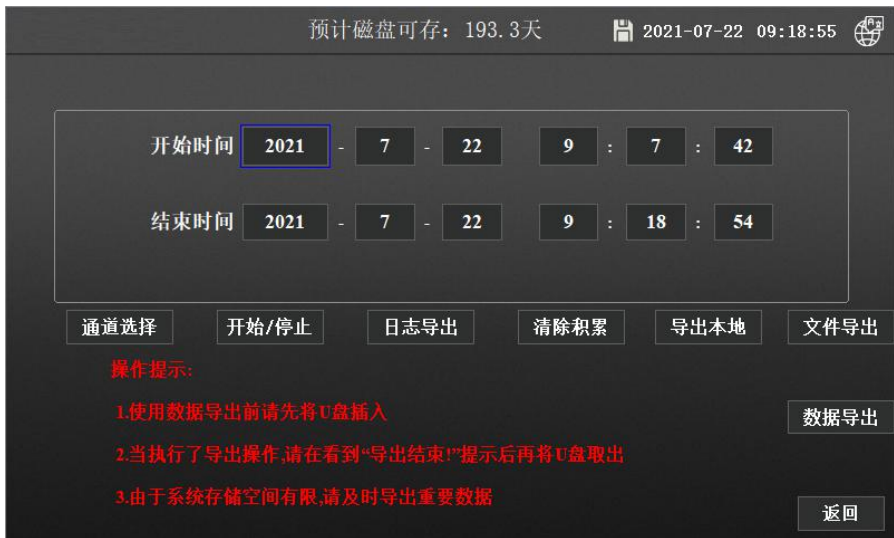 预计磁盘可存: 193.3天 2021-07-22 09:18:55
开始时间 2021 - 7 - 22 9 : 7 : 42
结束时间 2021 - 7 - 22 9 : 18 : 54
通道选择 开始/停止 日志导出 清除积累 导出本地 文件导出
操作提示:
1.使用数据导出前请先将U盘插入
数据导出
2.当执行了导出操作,请在看到“导出结束!”提示后再将U盘取出
3.由于系统存储空间有限,请及时导出重要数据
返回